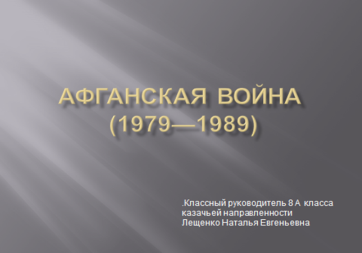 АФГАНСКАЯ ВОЙНА
(1979—1989)
.Классный руководитель 8 А класса
казачьей направленности
Лещенко Наталья Евгеньевна